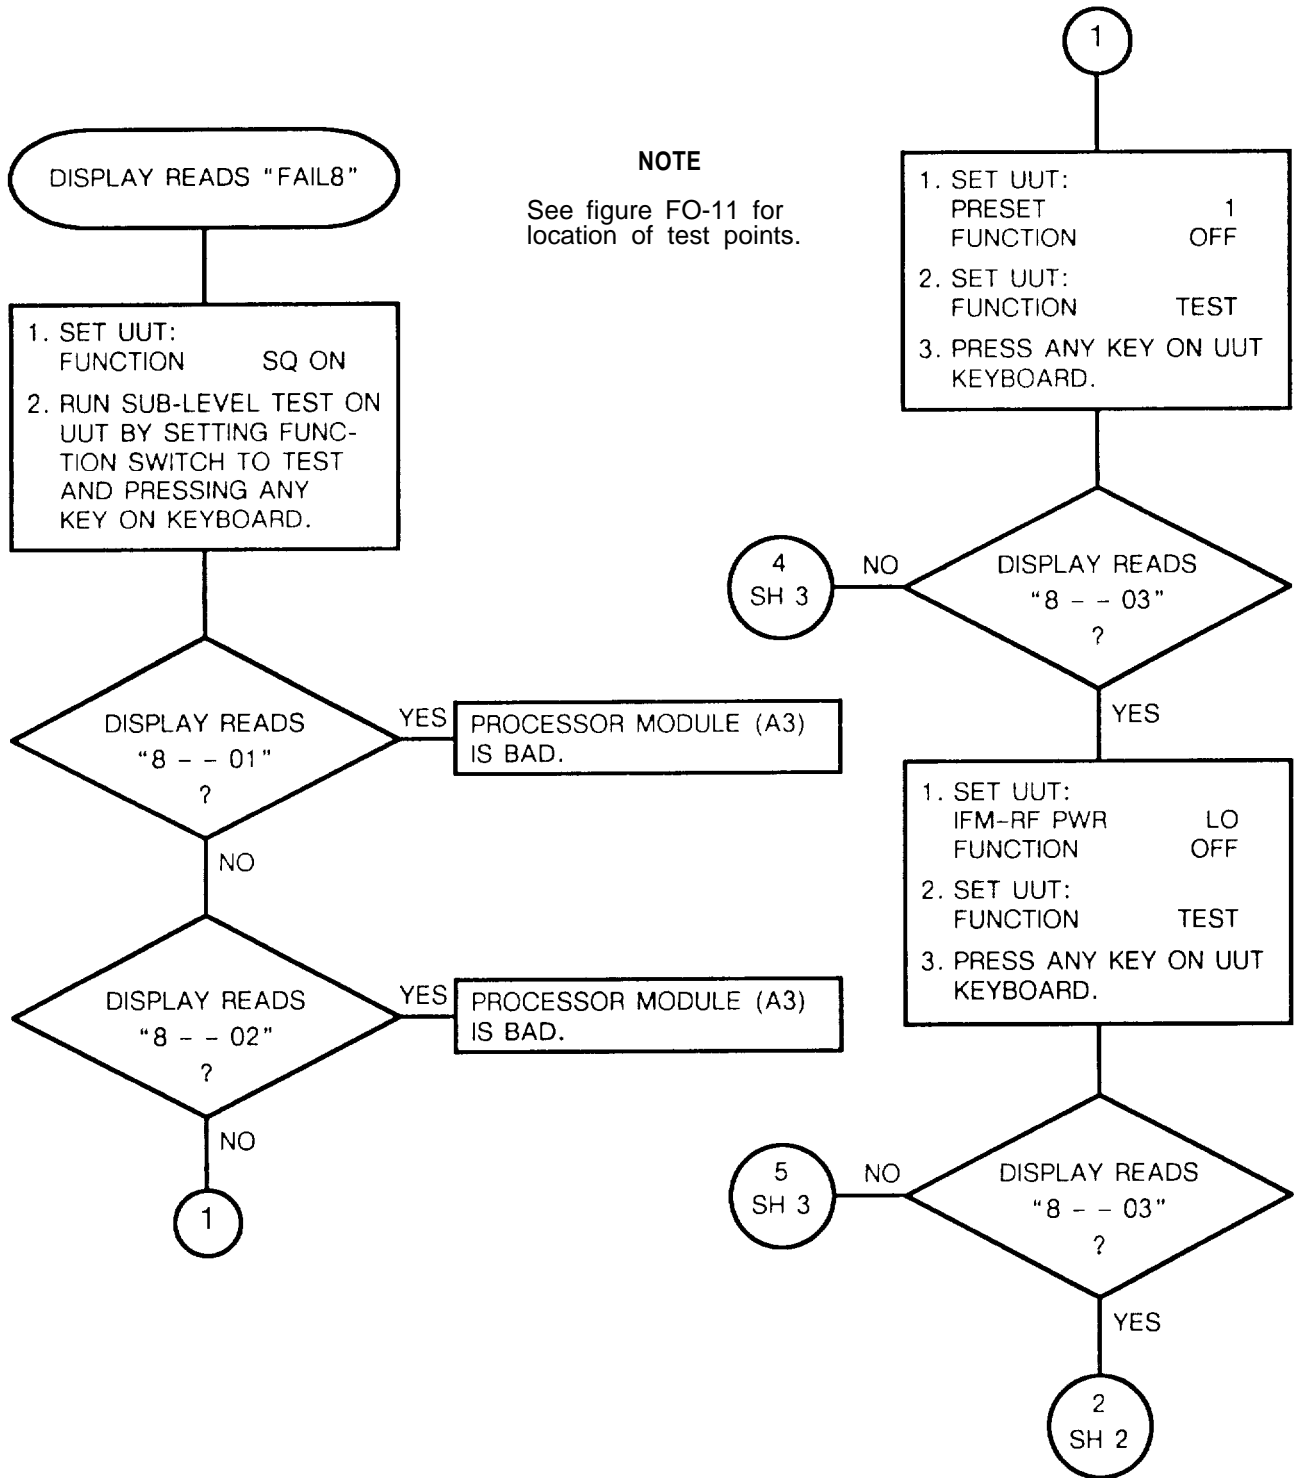 DISPLAY READS "FAIL8"
1. SET UUT:
FUNCTION SQ ON
2. RUN SUB-LEVEL TEST ON
UUT BY SETTING FUNC-
TION SWITCH TO TEST
AND PRESSING ANY
KEY ON KEYBOARD.
DISPLAY READS
"8 - - 01"
?
YES
PROCESSOR MODULE (A3)
IS BAD.
NO
DISPLAY READS
"8 - - 02"
?
YES
PROCESSOR MODULE (A3)
IS BAD.
NO
1
NOTE
See figure FO-11 for
location of test points.
1
1. SET UUT:
PRESET 1
FUNCTION OFF
2. SET UUT:
FUNCTION TEST
3. PRESS ANY KEY ON UUT
KEYBOARD.
DISPLAY READS
"8 - - 03"
?
NO
4
SH 3
YES
1. SET UUT:
IFM-RF PWR LO
FUNCTION OFF
2. SET UUT:
FUNCTION TEST
3. PRESS ANY KEY ON UUT
KEYBOARD.
DISPLAY READS
"8 - - 03"
?
NO
5
SH 3
YES
2
SH 2